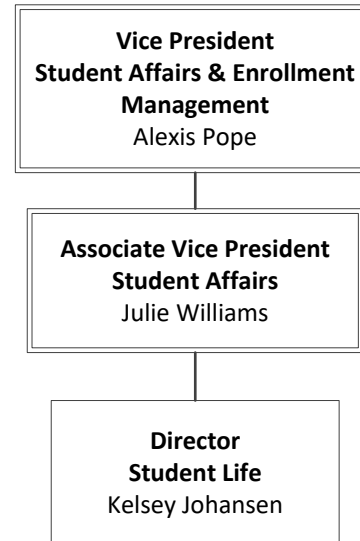 Vice President
Student Affairs & Enrollment
Management
Alexis Pope
Associate Vice President
Student Affairs
Julie Williams
Director
Student Life
Kelsey Johansen